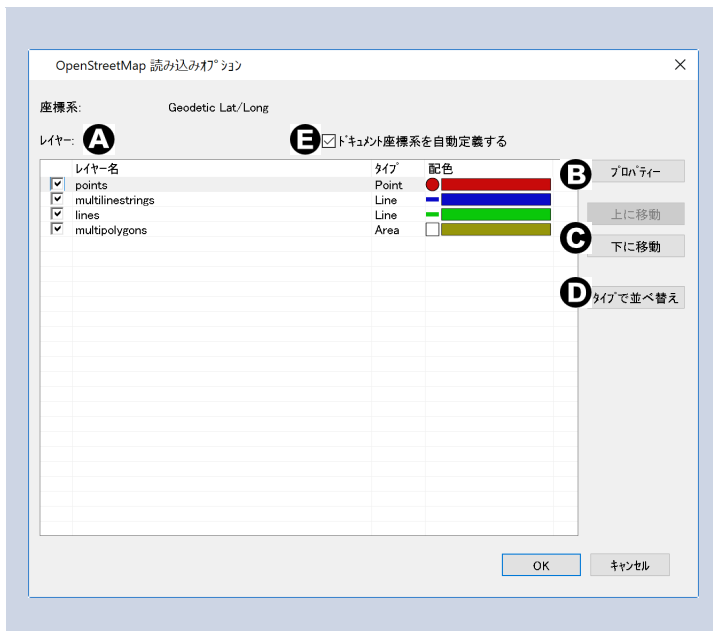 OpenStreetMap 読み込みｵﾌﾟｼｮﾝ
座標系: Geodetic Lat/Long
ﾚｲﾔｰ: A E ﾄﾞｷｭﾒﾝﾄ座標系を自動定義する
ﾚｲﾔｰ名 ﾀｲﾌﾟ 配色 B ﾌﾟﾛﾊﾟﾃｨｰ
points Point
multilinestrings Line
lines Line 上に移動
multipolygons Area C 下に移動
D ﾀｲﾌﾟで並べ替え
OK ｷｬﾝｾﾙ